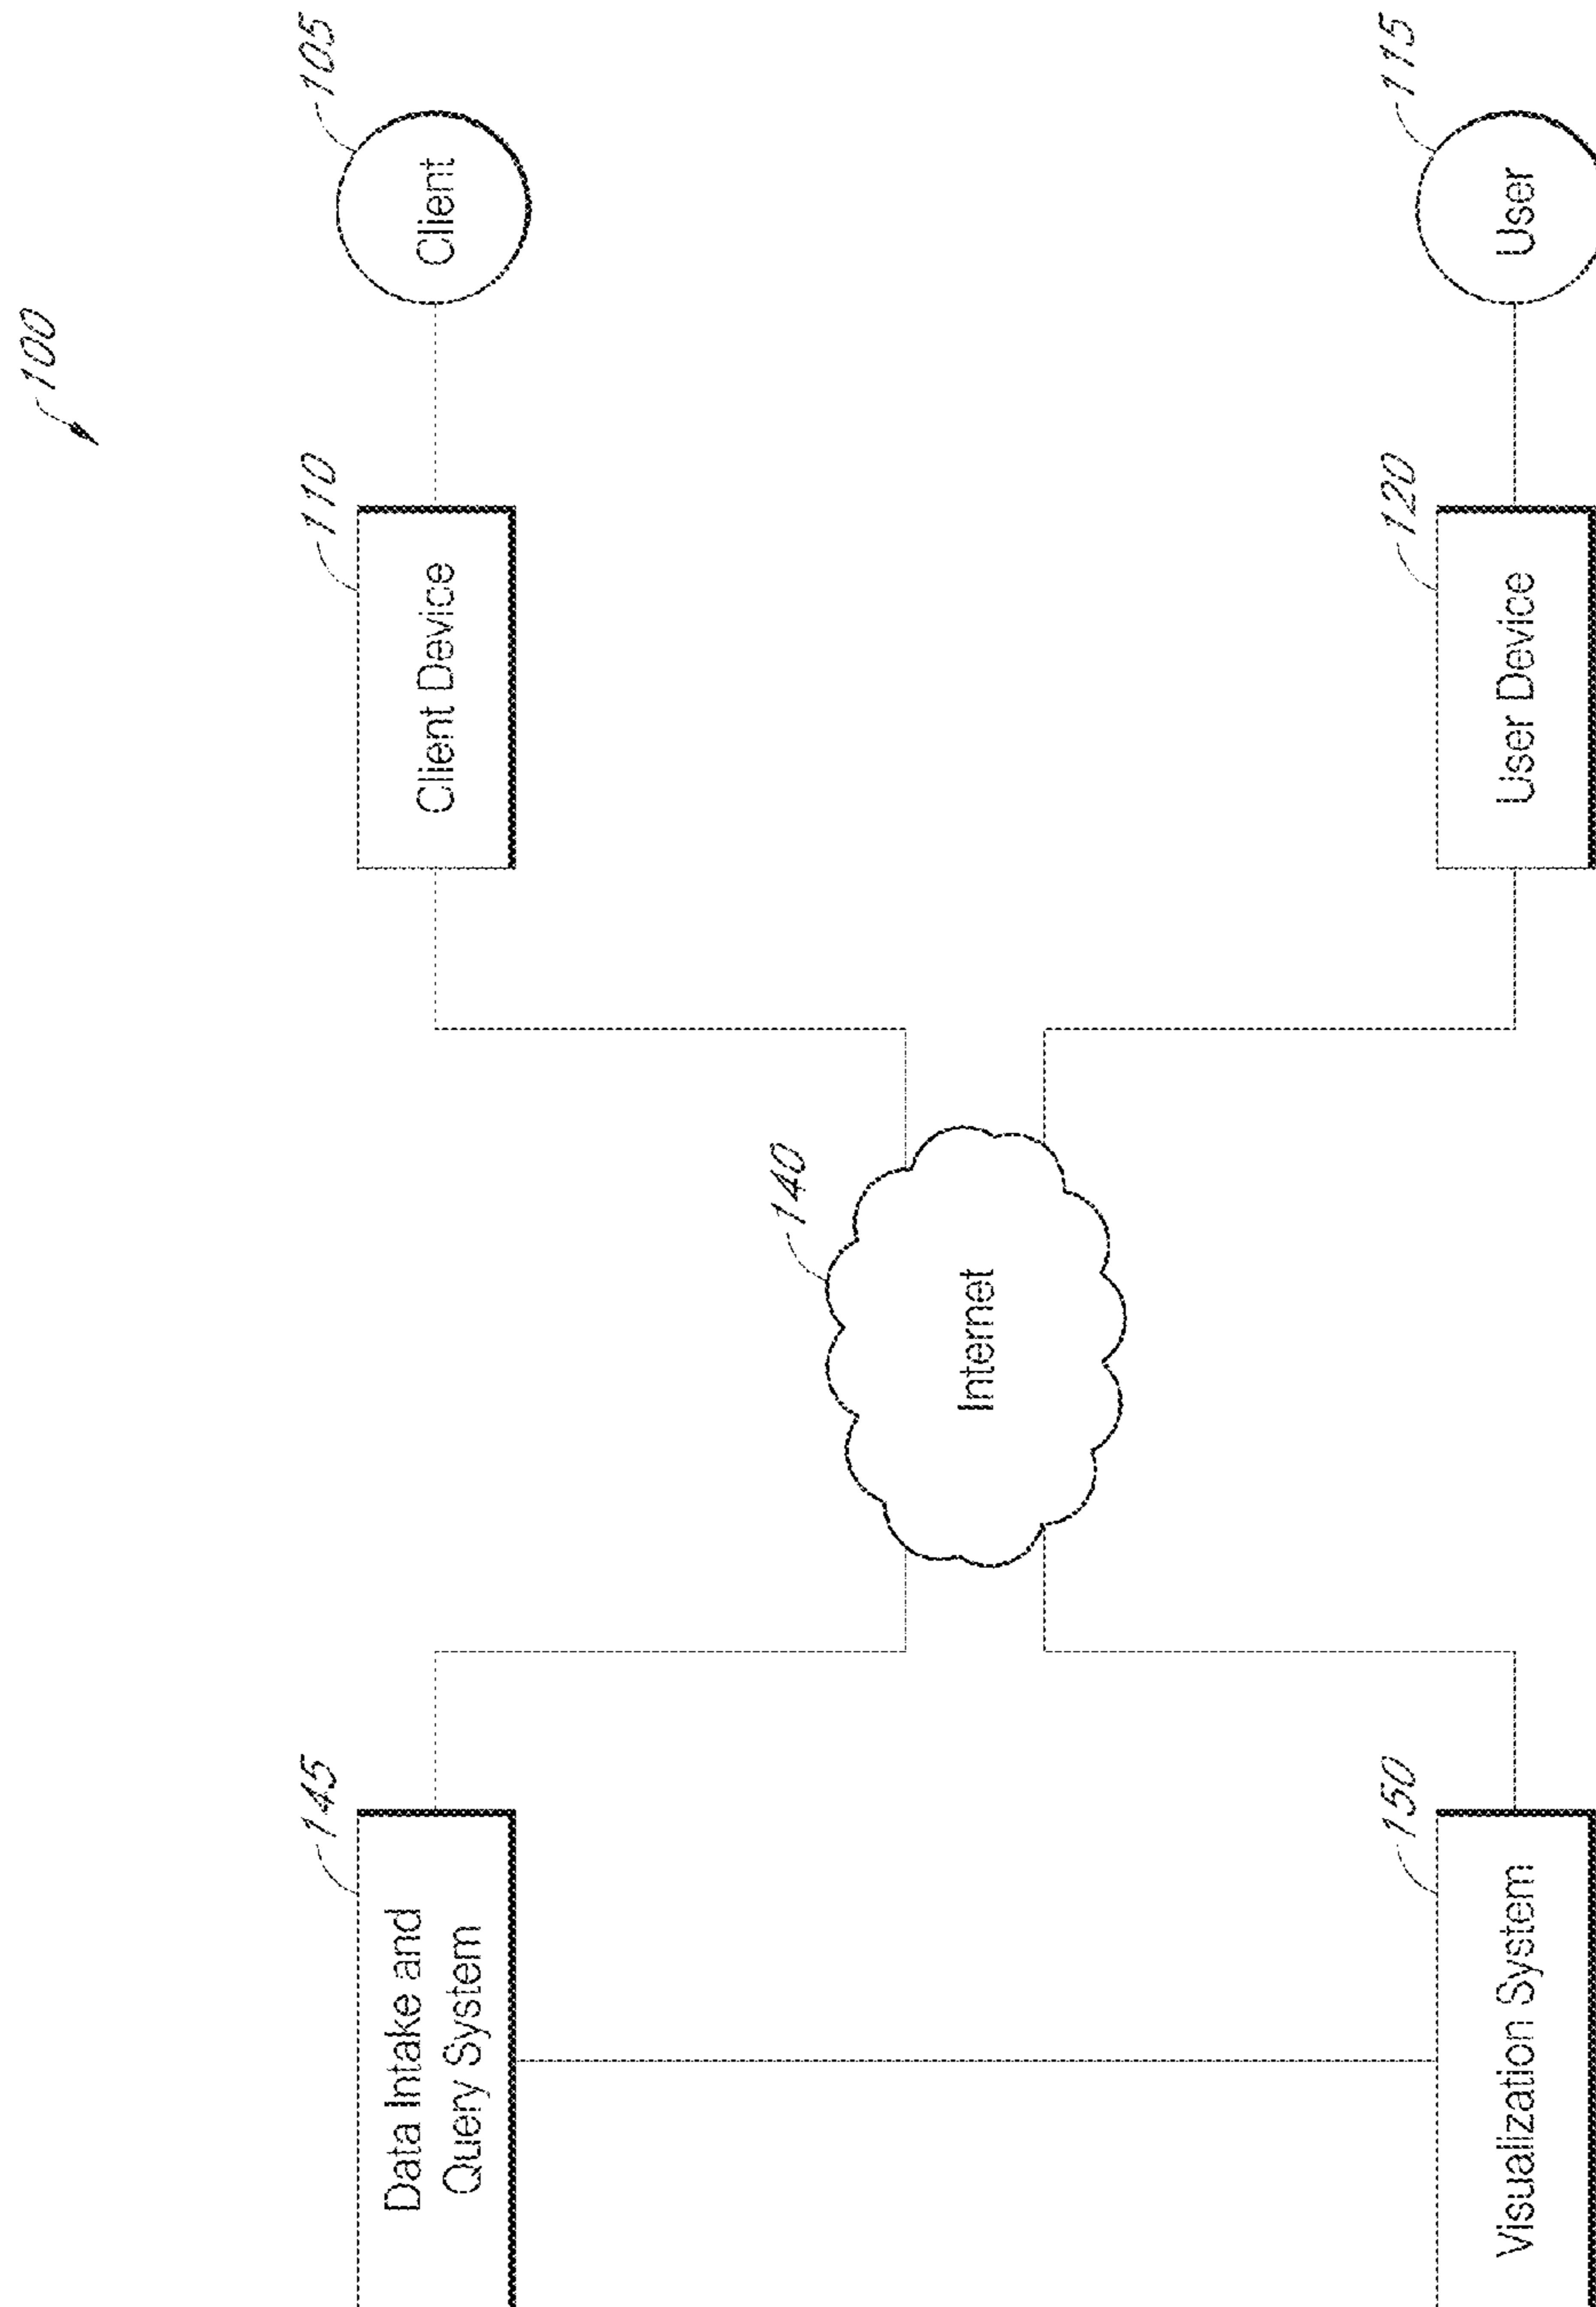 100
145
Data Intake and
Query System
140
Internet
110
Client Device
105
Client
150
Visualization System
120
User Device
115
User